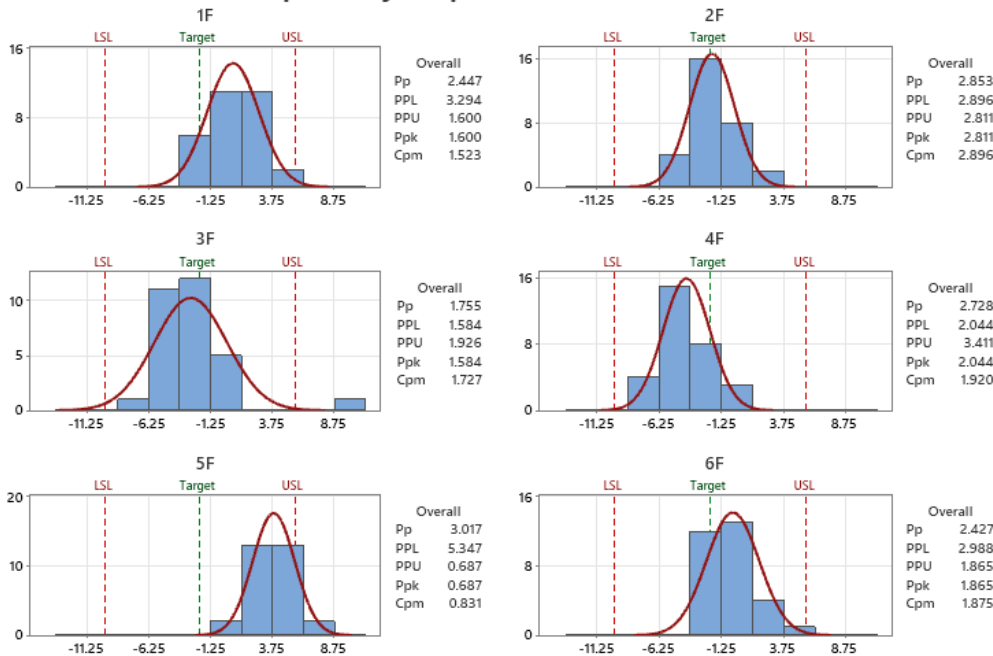 1F
LSL Target USL
16
8
0
-11.25 -6.25 -1.25 3.75 8.75
Overall
Pp 2.447
PPL 3.294
PPU 1.600
Ppk 1.600
Cpm 1.523
2F
LSL Target USL
16
8
0
-11.25 -6.25 -1.25 3.75 8.75
Overall
Pp 2.853
PPL 2.896
PPU 2.811
Ppk 2.811
Cpm 2.896
3F
LSL Target USL
10
5
0
-11.25 -6.25 -1.25 3.75 8.75
Overall
Pp 1.755
PPL 1.584
PPU 1.926
Ppk 1.584
Cpm 1.727
4F
LSL Target USL
16
8
0
-11.25 -6.25 -1.25 3.75 8.75
Overall
Pp 2.728
PPL 2.044
PPU 3.411
Ppk 2.044
Cpm 1.920
5F
LSL Target USL
20
10
0
-11.25 -6.25 -1.25 3.75 8.75
Overall
Pp 3.017
PPL 5.347
PPU 0.687
Ppk 0.687
Cpm 0.831
6F
LSL Target USL
16
8
0
-11.25 -6.25 -1.25 3.75 8.75
Overall
Pp 2.427
PPL 2.988
PPU 1.865
Ppk 1.865
Cpm 1.875